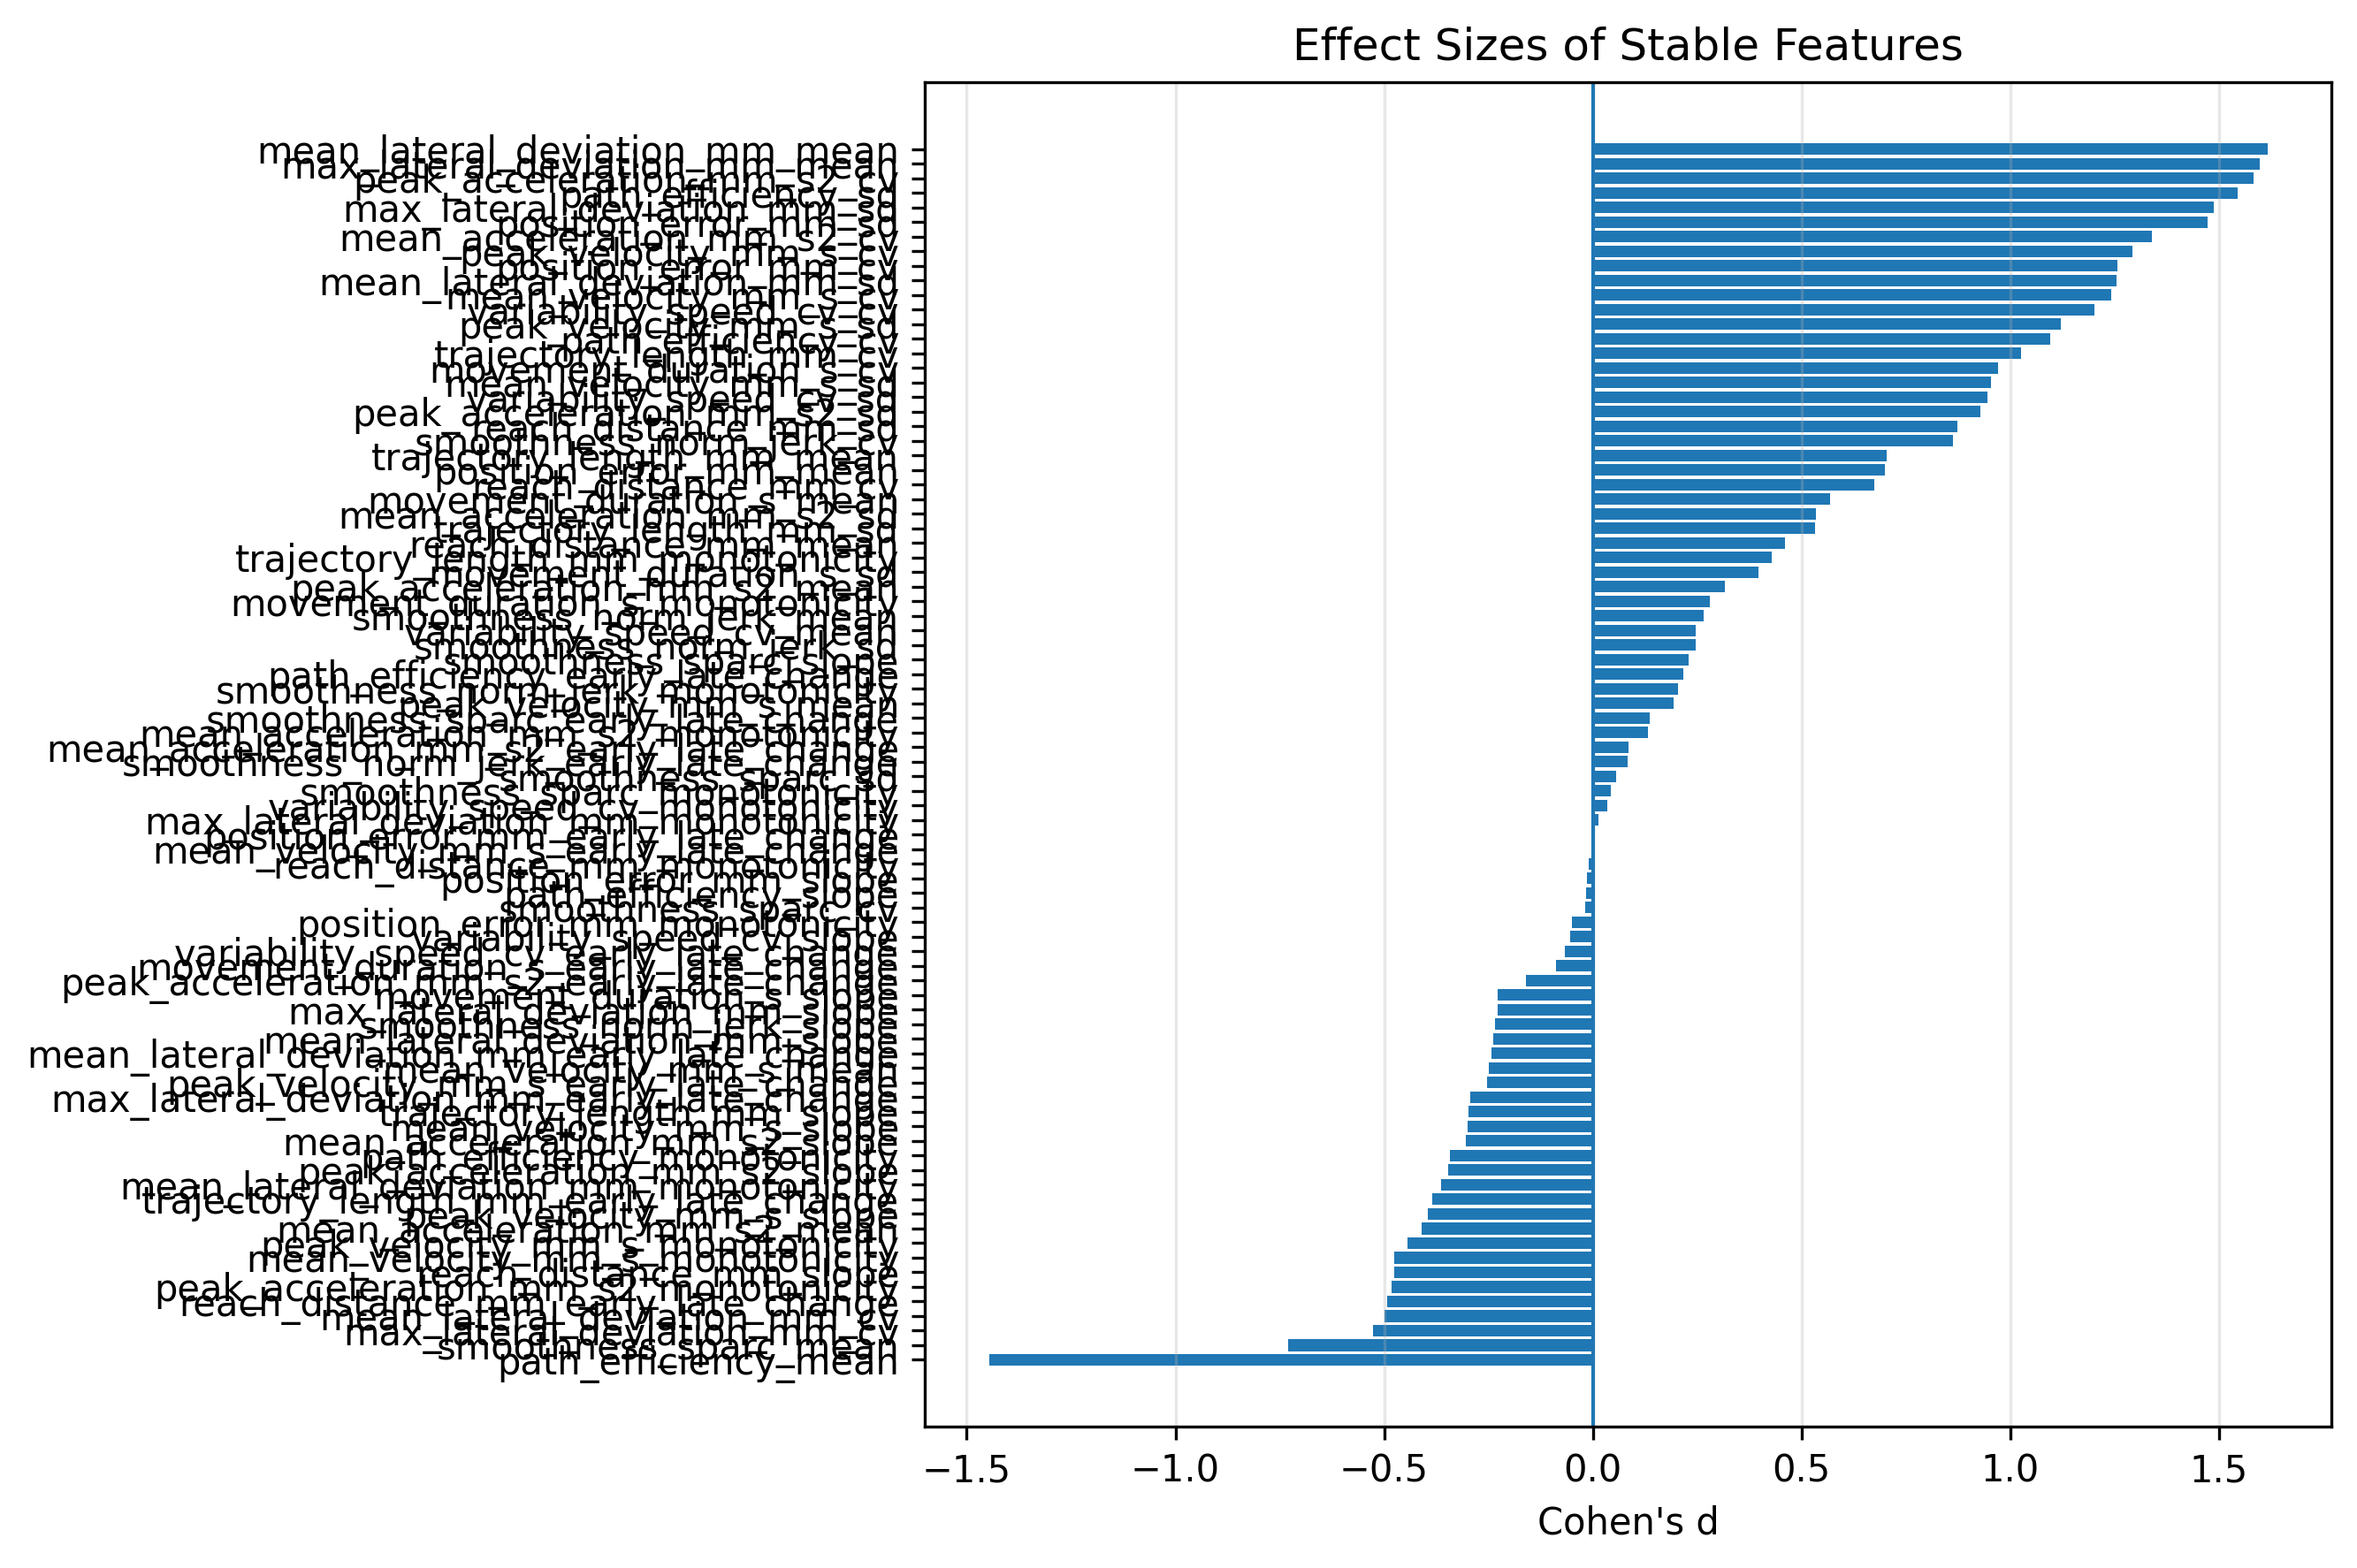 Effect Sizes of Stable Features
mean_lateral_deviation_mm_mean
max_lateral_deviation_mm_mean
peak_acceleration_mm_s2_cv
path_efficiency_sd
max_lateral_deviation_mm_sd
position_error_mm_sd
mean_acceleration_mm_s2_cv
peak_velocity_mm_s_cv
position_error_mm_cv
mean_lateral_deviation_mm_sd
mean_velocity_mm_s_cv
variability_speed_cv_cv
peak_velocity_mm_s_sd
path_efficiency_cv
trajectory_length_mm_cv
movement_duration_s_cv
mean_velocity_mm_s_sd
variability_speed_cv_sd
peak_acceleration_mm_s2_sd
reach_distance_mm_sd
smoothness_norm_jerk_cv
trajectory_length_mm_mean
position_error_mm_mean
reach_distance_mm_cv
movement_duration_s_mean
mean_acceleration_mm_s2_sd
trajectory_length_mm_sd
reach_distance_mm_mean
trajectory_length_mm_monotonicity
movement_duration_s_sd
peak_acceleration_mm_s2_mean
movement_duration_s_monotonicity
smoothness_norm_jerk_mean
variability_speed_cv_mean
smoothness_norm_jerk_sd
smoothness_sparc_slope
path_efficiency_early_late_change
smoothness_norm_jerk_monotonicity
peak_velocity_mm_s_mean
smoothness_sparc_early_late_change
mean_acceleration_mm_s2_monotonicity
mean_acceleration_mm_s2_early_late_change
smoothness_norm_jerk_early_late_change
smoothness_sparc_sd
smoothness_sparc_monotonicity
variability_speed_cv_monotonicity
max_lateral_deviation_mm_monotonicity
position_error_mm_early_late_change
mean_velocity_mm_s_early_late_change
reach_distance_mm_monotonicity
position_error_mm_slope
path_efficiency_slope
smoothness_sparc_cv
position_error_mm_monotonicity
variability_speed_cv_slope
variability_speed_cv_early_late_change
movement_duration_s_early_late_change
peak_acceleration_mm_s2_early_late_change
movement_duration_s_slope
max_lateral_deviation_mm_slope
smoothness_norm_jerk_slope
mean_lateral_deviation_mm_slope
mean_lateral_deviation_mm_early_late_change
mean_velocity_mm_s_mean
peak_velocity_mm_s_early_late_change
max_lateral_deviation_mm_early_late_change
trajectory_length_mm_slope
mean_velocity_mm_s_slope
mean_acceleration_mm_s2_slope
path_efficiency_monotonicity
peak_acceleration_mm_s2_slope
mean_lateral_deviation_mm_monotonicity
trajectory_length_mm_early_late_change
peak_velocity_mm_s_slope
mean_acceleration_mm_s2_mean
peak_velocity_mm_s_monotonicity
mean_velocity_mm_s_monotonicity
reach_distance_mm_slope
peak_acceleration_mm_s2_monotonicity
reach_distance_mm_early_late_change
mean_lateral_deviation_mm_cv
max_lateral_deviation_mm_cv
smoothness_sparc_mean
path_efficiency_mean
−1.5 −1.0 −0.5 0.0 0.5 1.0 1.5
Cohen's d